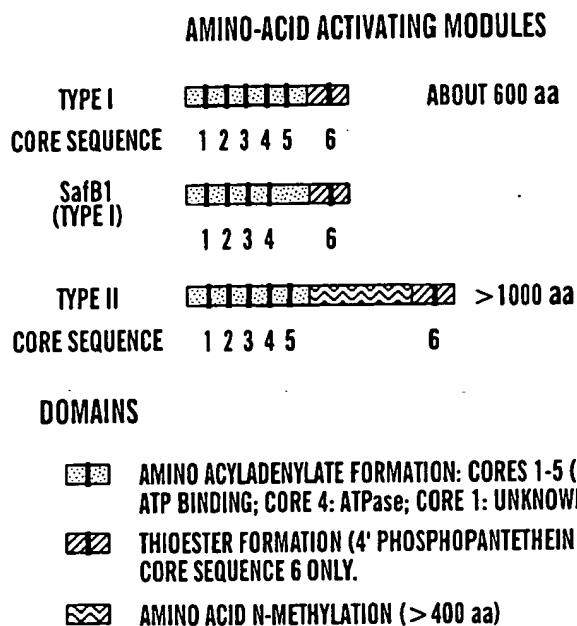 AMINO-ACID ACTIVATING MODULES
TYPE I ABOUT 600 aa
CORE SEQUENCE 1 2 3 4 5 6
SafB1
(TYPE I)
1 2 3 4 6
TYPE II >1000 aa
CORE SEQUENCE 1 2 3 4 5 6
DOMAINS
AMINO ACYLADENYLATE FORMATION: CORES 1-5 (
ATP BINDING; CORE 4: ATPase; CORE 1: UNKNOW
THIOESTER FORMATION (4' PHOSPHOPANTETHEIN
CORE SEQUENCE 6 ONLY.
AMINO ACID N-METHYLATION (>400 aa)